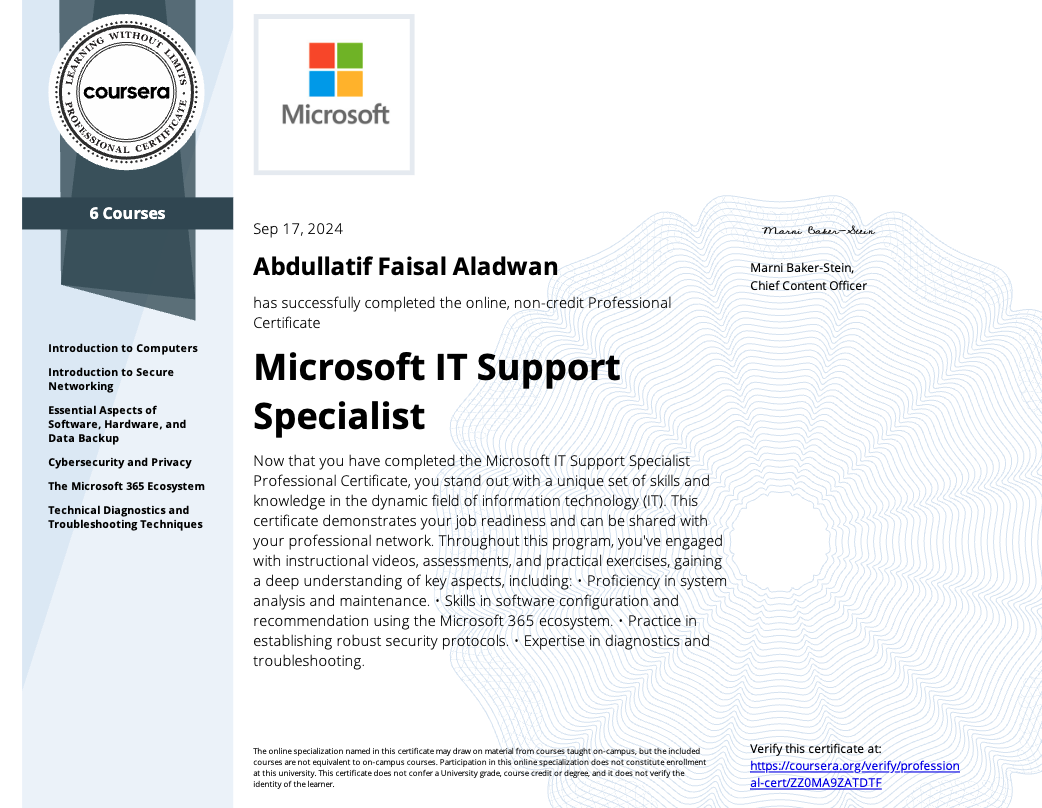 LEARNING WITHOUT LIMITS
coursera
PROFESSIONAL CERTIFICATE
Microsoft
6 Courses
Introduction to Computers
Introduction to Secure
Networking
Essential Aspects of
Software, Hardware, and
Data Backup
Cybersecurity and Privacy
The Microsoft 365 Ecosystem
Technical Diagnostics and
Troubleshooting Techniques
Sep 17, 2024
Abdullatif Faisal Aladwan
has successfully completed the online, non-credit Professional
Certificate
Microsoft IT Support
Specialist
Now that you have completed the Microsoft IT Support Specialist
Professional Certificate, you stand out with a unique set of skills and
knowledge in the dynamic field of information technology (IT). This
certificate demonstrates your job readiness and can be shared with
your professional network. Throughout this program, you've engaged
with instructional videos, assessments, and practical exercises, gaining
a deep understanding of key aspects, including: • Proficiency in system
analysis and maintenance. • Skills in software configuration and
recommendation using the Microsoft 365 ecosystem. • Practice in
establishing robust security protocols. • Expertise in diagnostics and
troubleshooting.
Marni Baker-Stein
Marni Baker-Stein,
Chief Content Officer
The online specialization named in this certificate may draw on material from courses taught on-campus, but the included
courses are not equivalent to on-campus courses. Participation in this online specialization does not constitute enrollment
at this university. This certificate does not confer a University grade, course credit or degree, and it does not verify the
identity of the learner.
Verify this certificate at:
https://coursera.org/verify/profession
al-cert/ZZ0MA9ZATDTF